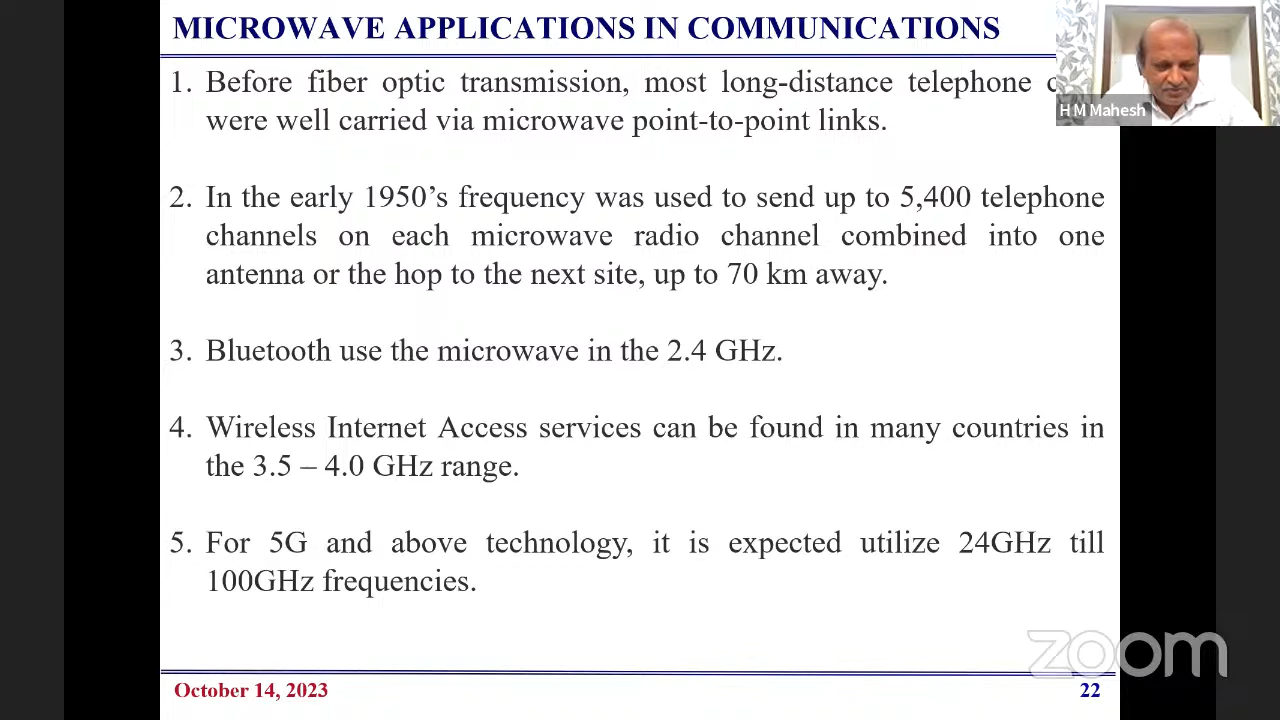 MICROWAVE APPLICATIONS IN COMMUNICATIONS
1. Before fiber optic transmission, most long-distance telephone
were well carried via microwave point-to-point links.
H M Mahesh
2. In the early 1950’s frequency was used to send up to 5,400 telephone
channels on each microwave radio channel combined into one
antenna or the hop to the next site, up to 70 km away.
3. Bluetooth use the microwave in the 2.4 GHz.
4. Wireless Internet Access services can be found in many countries in
the 3.5 – 4.0 GHz range.
5. For 5G and above technology, it is expected utilize 24GHz till
100GHz frequencies.
zoom
October 14, 2023
22